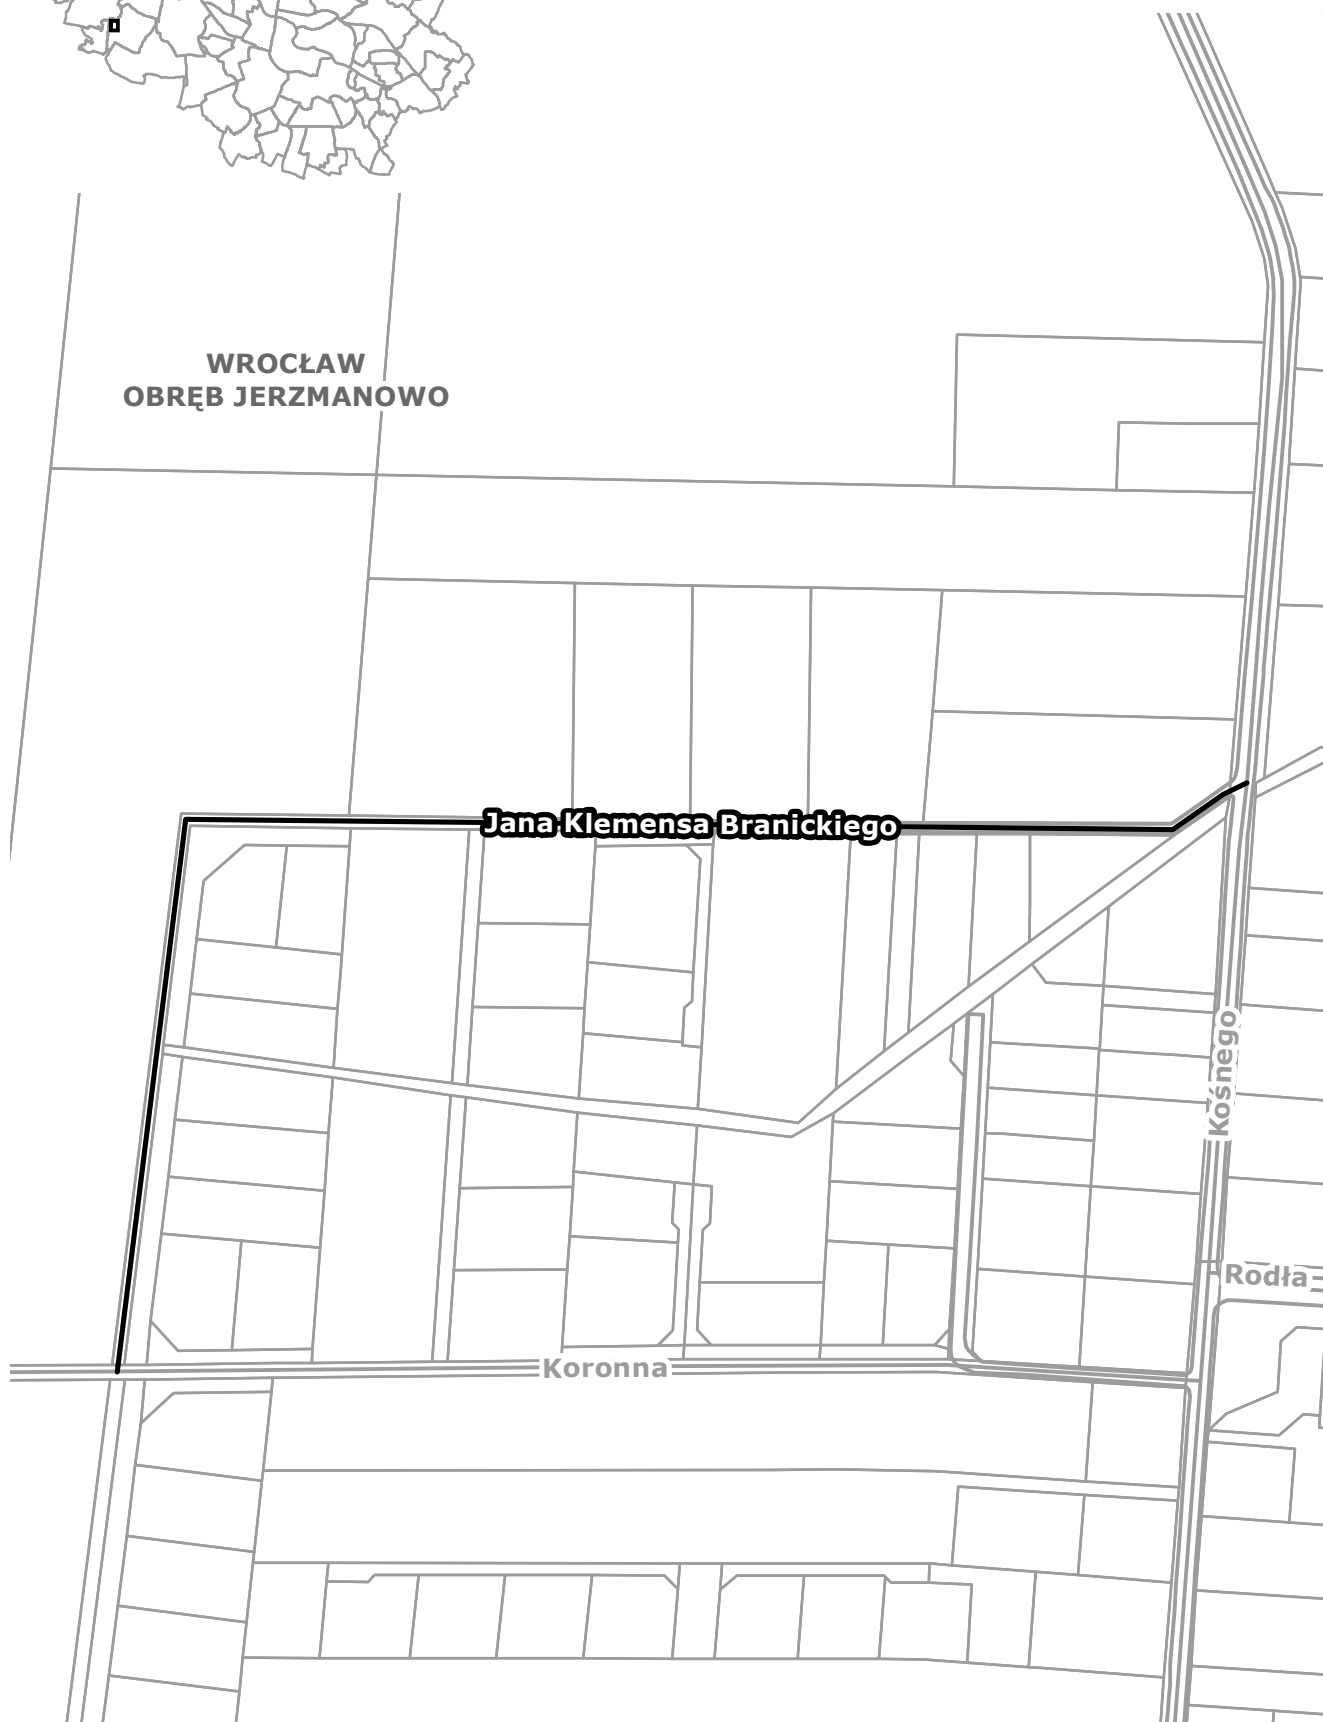 WROCŁAW
OBRĘB JERZMANOWO
Jana Klemensa Branickiego
Kośnego
Rodła
Koronna